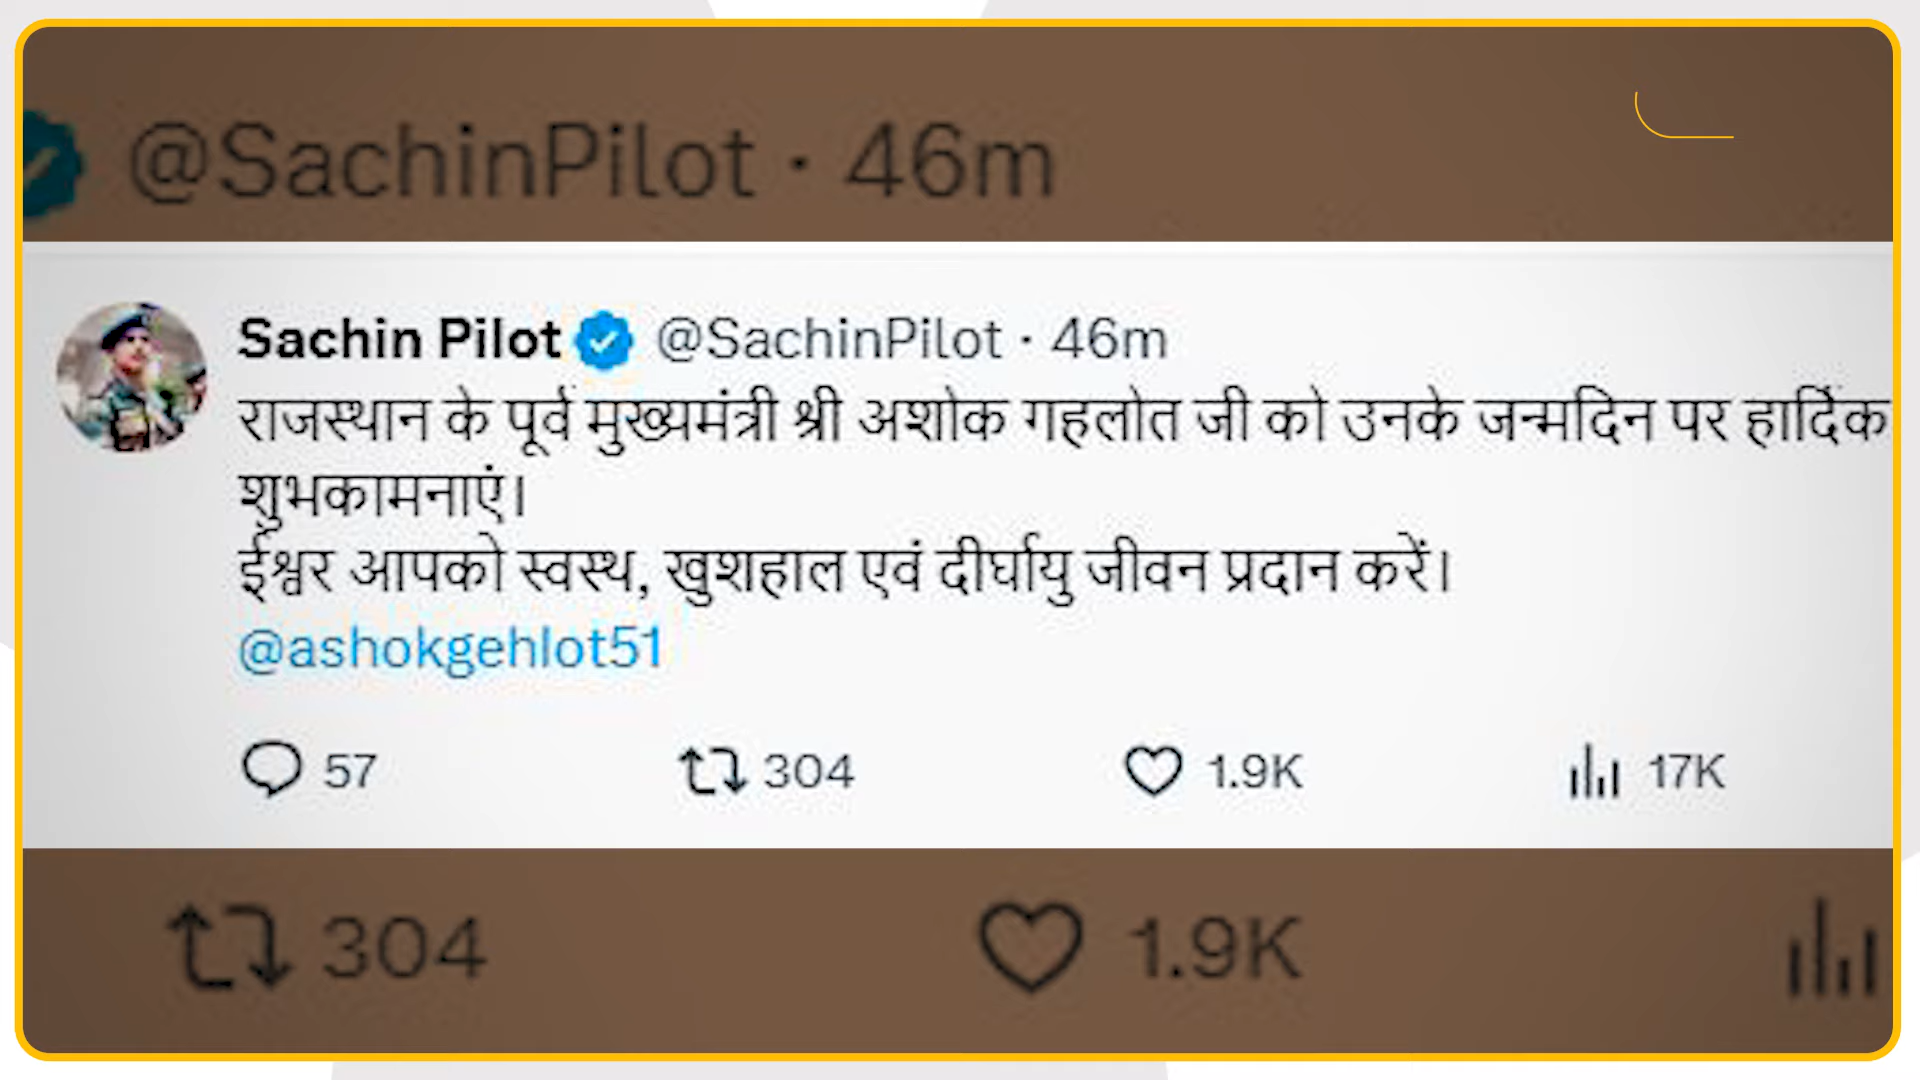 @SachinPilot · 46m
Sachin Pilot @SachinPilot · 46m
राजस्थान के पूर्व मुख्यमंत्री श्री अशोक गहलोत जी को उनके जन्मदिन पर हार्दिक
शुभकामनाएं।
ईश्वर आपको स्वस्थ, खुशहाल एवं दीर्घायु जीवन प्रदान करें।
@ashokgehlot51
57 304 1.9K 17K
304 1.9K